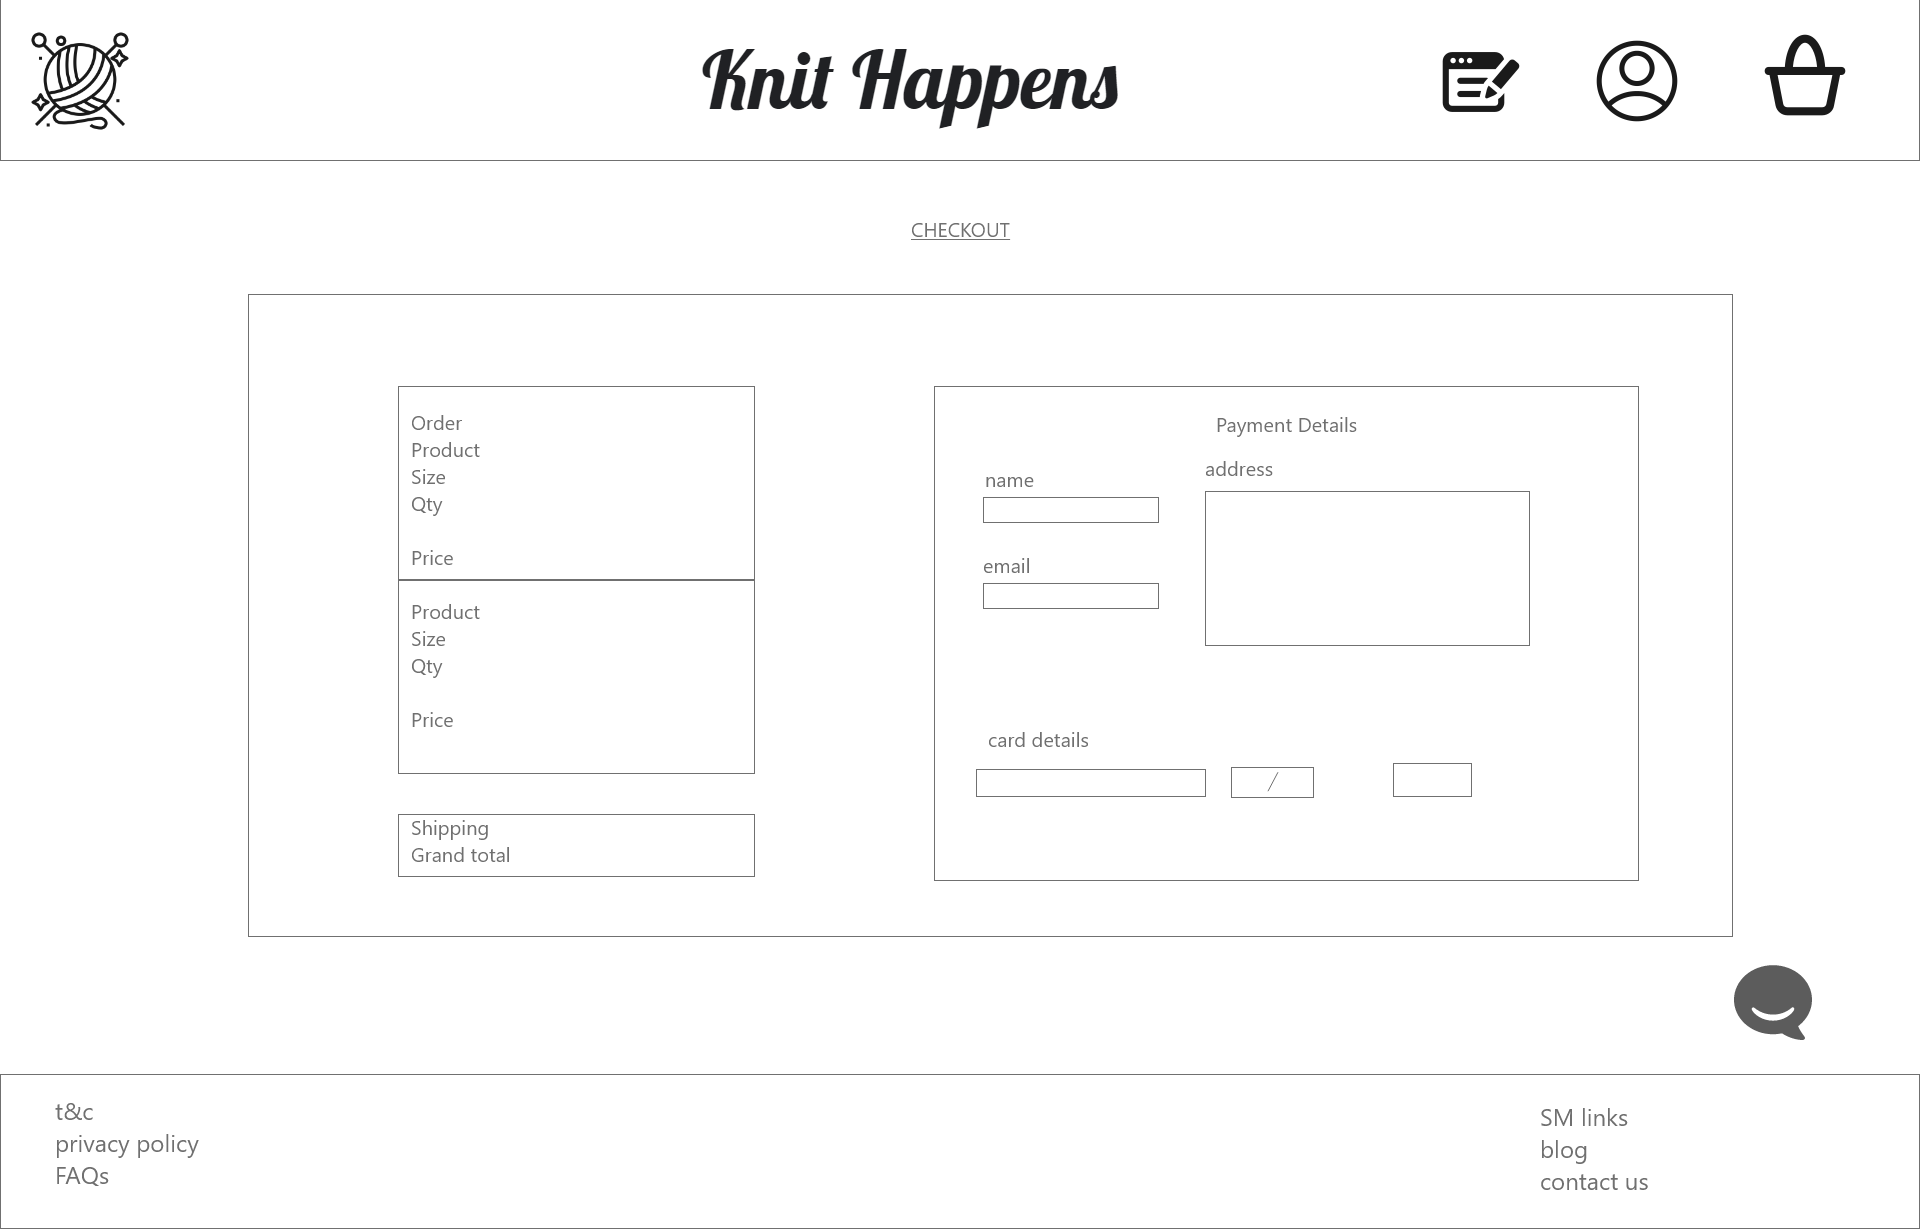 Knit Happens
CHECKOUT
Order
Product
Size
Qty
Price
Product
Size
Qty
Price
Shipping
Grand total
Payment Details
name
address
email
card details
/
t&c
privacy policy
FAQs
SM links
blog
contact us